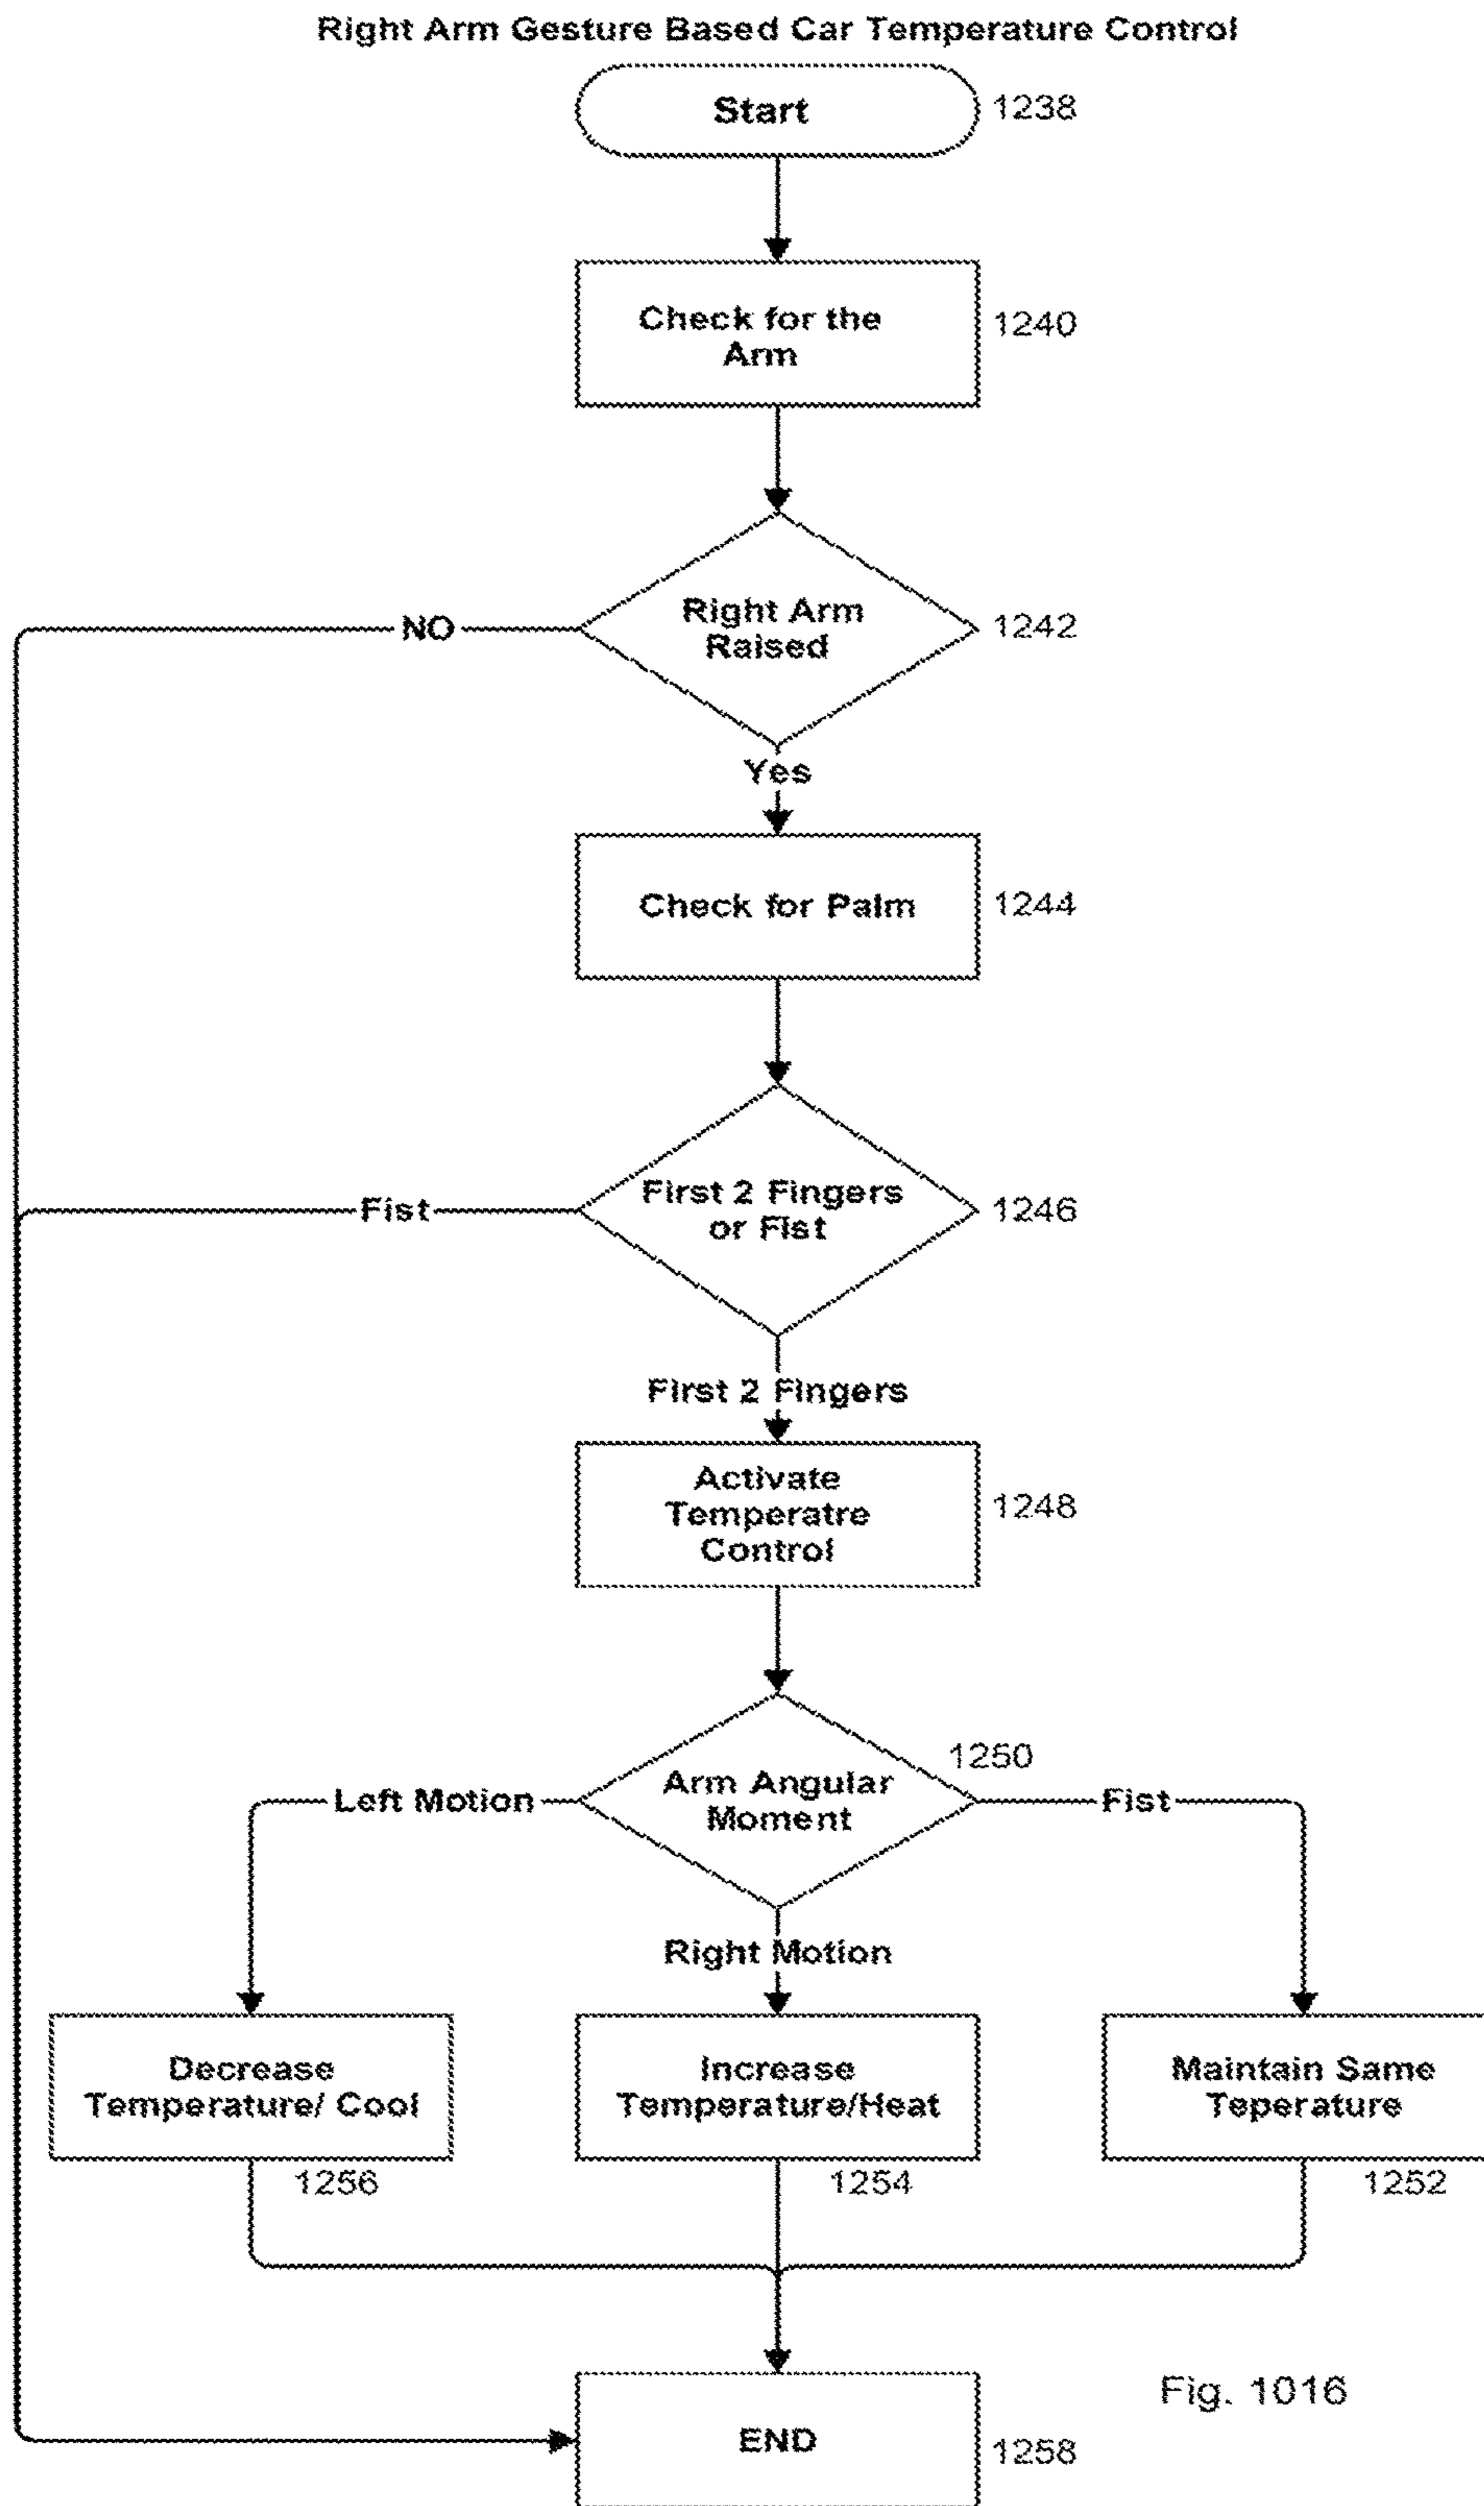 Right Arm Gesture Based Car Temperature Control
Start
1238
Check for the
Arm
1240
Right Arm
Raised
1242
NO
Yes
Check for Palm
1244
First 2 Fingers
or Fist
1246
Fist
First 2 Fingers
Activate
Temperatre
Control
1248
Arm Angular
Moment
1250
Left Motion
Fist
Right Motion
Decrease
Temperature/ Cool
1256
Increase
Temperature/Heat
1254
Maintain Same
Teperature
1252
Fig. 1016
END
1258